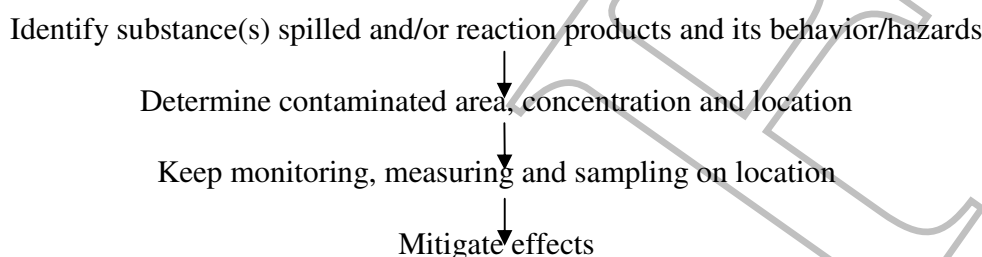 Identify substance(s) spilled and/or reaction products and its behavior/hazards
Determine contaminated area, concentration and location
Keep monitoring, measuring and sampling on location
Mitigate effects